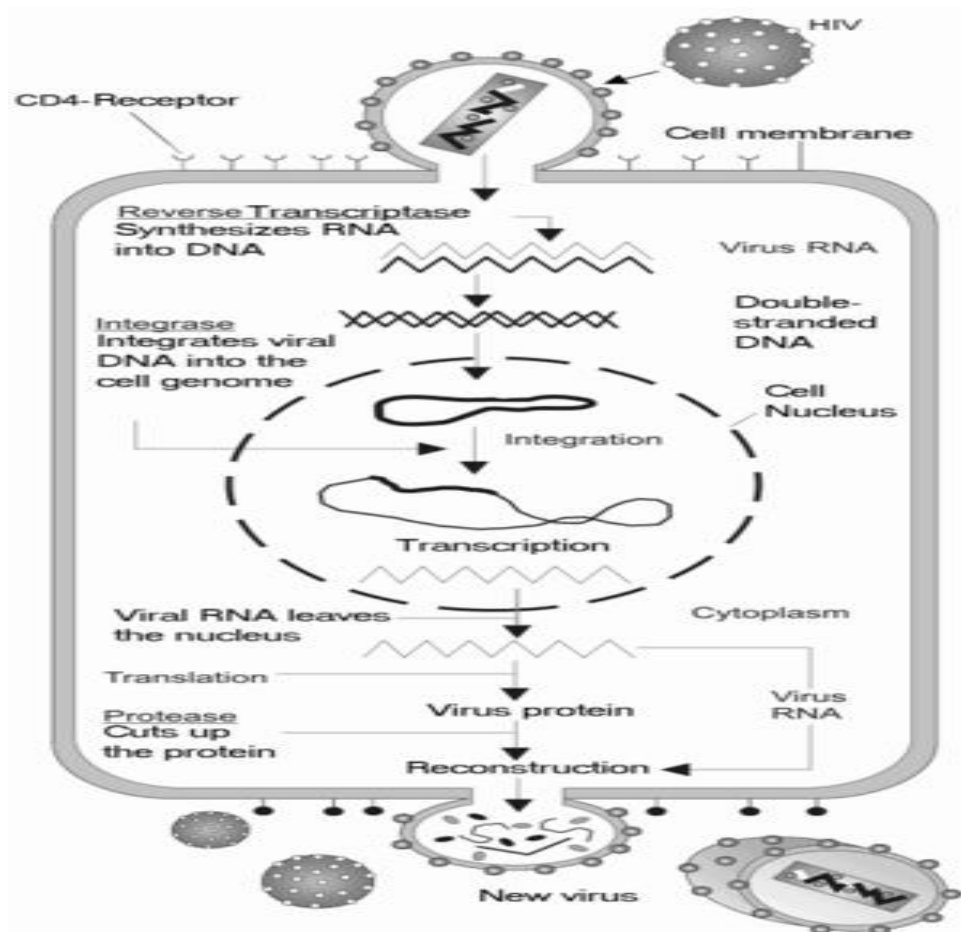 HIV
CD4-Receptor
Cell membrane
Reverse Transcriptase
Synthesizes RNA
into DNA
Virus RNA
Double-
stranded
DNA
Integrase
Integrates viral
DNA into the
cell genome
Cell
Nucleus
Integration
Transcription
Viral RNA leaves
the nucleus
Cytoplasm
Translation
Virus protein
Virus
RNA
Protease
Cuts up
the protein
Reconstruction
New virus